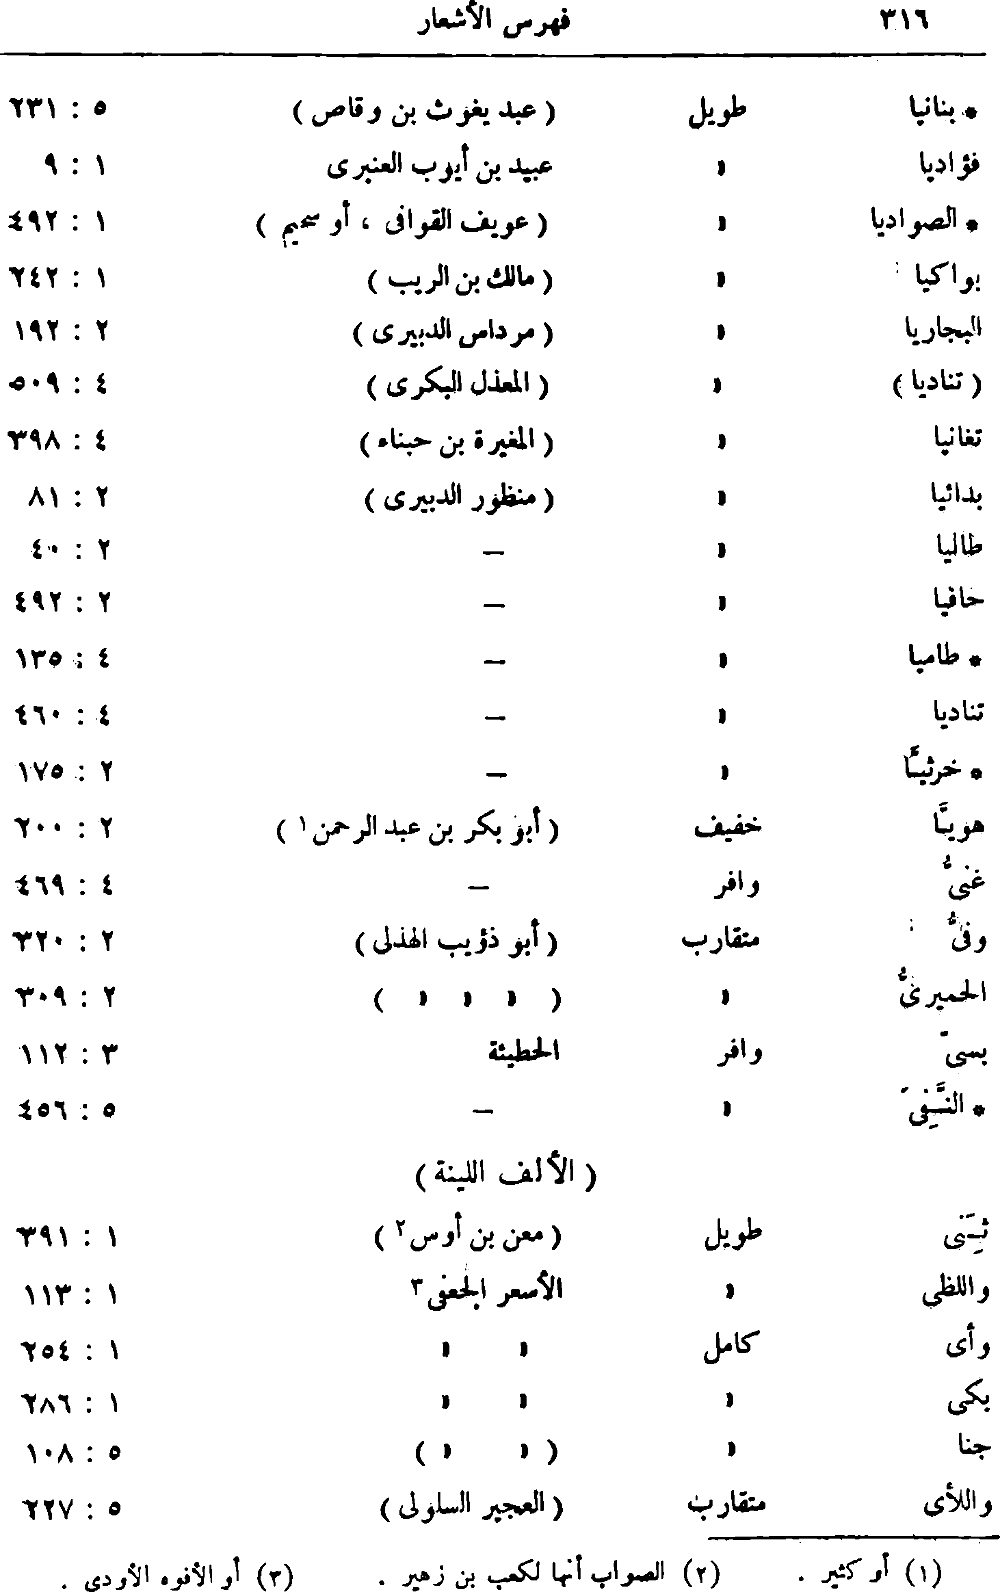 ٣١٦ فهرس الأشعار
* بنانيا طويل ( عبد يغوث بن وقاص ) ٥ : ٢٣١
فؤاديا » عبيد بن أيوب العنبرى ١ : ٩
* الصواديا » ( عويف القوافى ، أو سحيم ) ١ : ٤٩٢
بواكيا » ( مالك بن الريب ) ١ : ٢٤٢
البجاريا » ( مرداس الدبيرى ) ٢ : ١٩٢
( تناديا ) » ( المعذل البكرى ) ٤ : ٥٠٩
تغانيا » ( المغيرة بن حبناء ) ٤ : ٣٩٨
بدائيا » ( منظور الدبيرى ) ٢ : ٨١
طاليا » — ٢ : ٤٠
حافيا » — ٢ : ٤٩٢
* طاميا » — ٤ : ١٣٥
تناديا » — ٤ : ٤٦٠
* خرثيَّا » — ٢ : ١٧٥
هويَّا خفيف ( أبو بكر بن عبد الرحمن ١ ) ٢ : ٢٠٠
غنىُّ وافر — ٤ : ٤٦٩
وفىُّ متقارب ( أبو ذؤيب الهذلى ) ٢ : ٣٢٠
الحميرىُّ » ( » » » ) ٢ : ٣٠٩
بسىّ وافر الحطيئة ٣ : ١١٢
* النَّفِىّ » — ٥ : ٤٥٦
( الألف اللينة )
ثِنَى طويل ( معن بن أوس ٢ ) ١ : ٣٩١
واللظى » الأسعر الجعفى ٣ ١ : ١١٣
وأى كامل » » ١ : ٢٥٤
بكى » » » ١ : ٢٨٦
جنا » ( » » ) ٥ : ١٠٨
واللأى متقارب ( العجير السلولى ) ٥ : ٢٢٧
(١) أو كثير . (٢) الصواب أنها لكعب بن زهير . (٣) أو الأفوه الأودى .